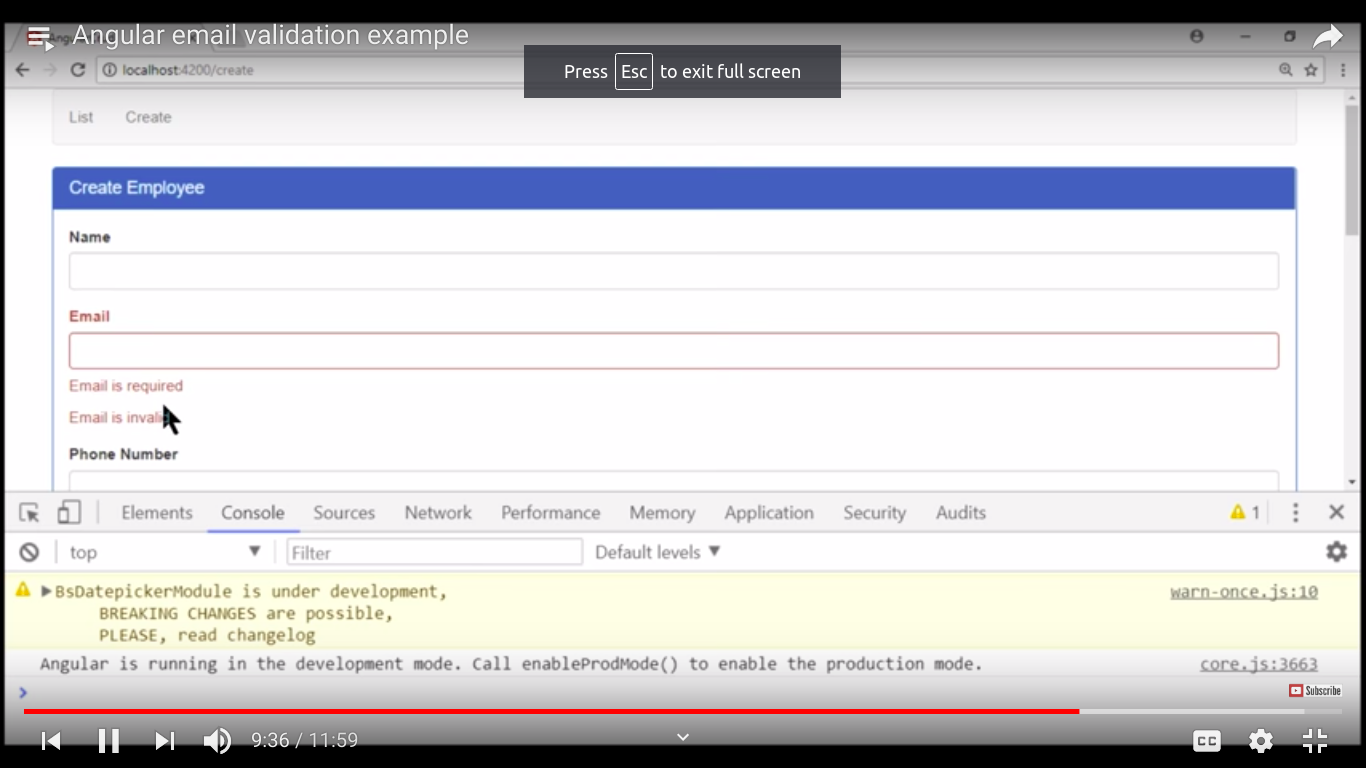 Angular email validation example
localhost:4200/create
Press Esc to exit full screen
List Create
Create Employee
Name
Email
Email is required
Email is
Phone Number
Elements Console Sources Network Performance Memory Application Security Audits 1
top Filter Default levels
BsDatepickerModule is under development, warn-once.js:10
BREAKING CHANGES are possible,
PLEASE, read changelog
Angular is running in the development mode. Call enableProdMode() to enable the production mode. core.js:3663
Subscribe
9:36 / 11:59 CC